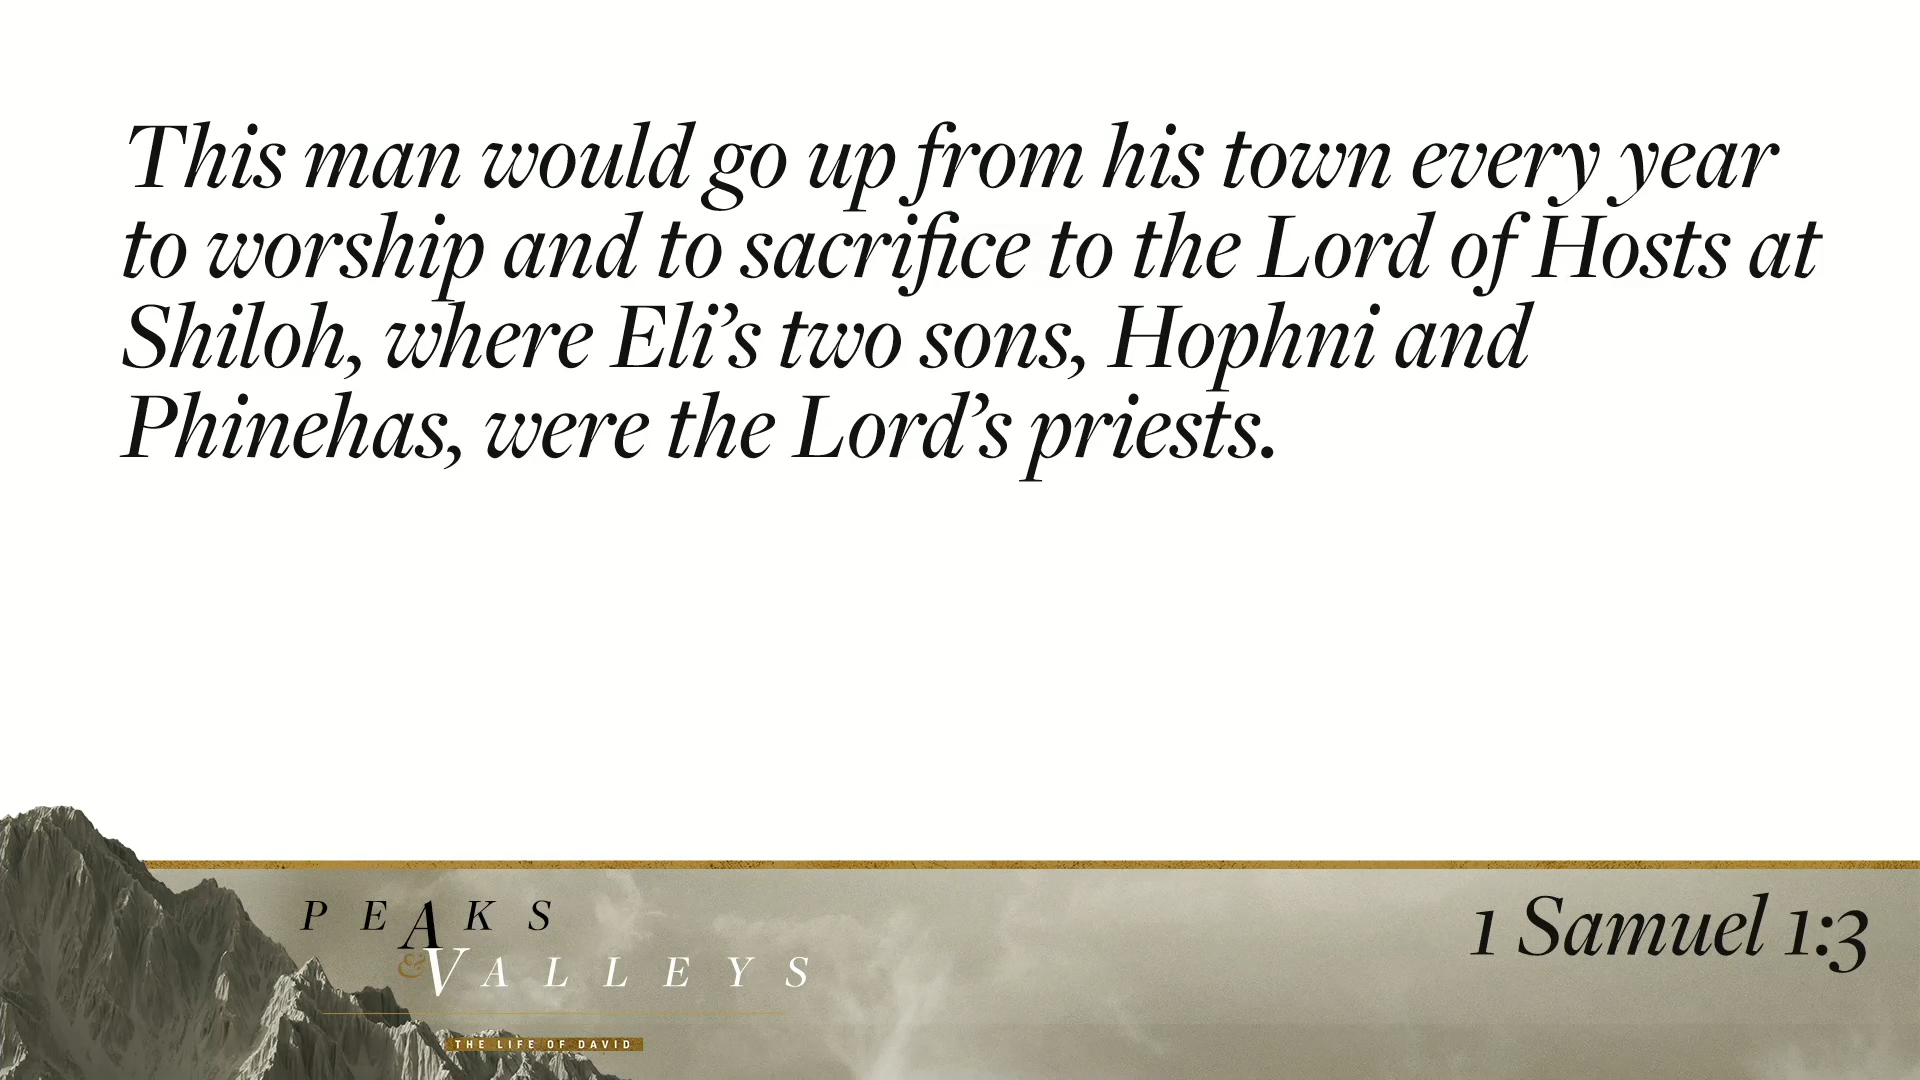 This man would go up from his town every year
to worship and to sacrifice to the Lord of Hosts at
Shiloh, where Eli’s two sons, Hophni and
Phinehas, were the Lord’s priests.
PEAKS
& VALLEYS
THE LIFE OF DAVID
1 Samuel 1:3